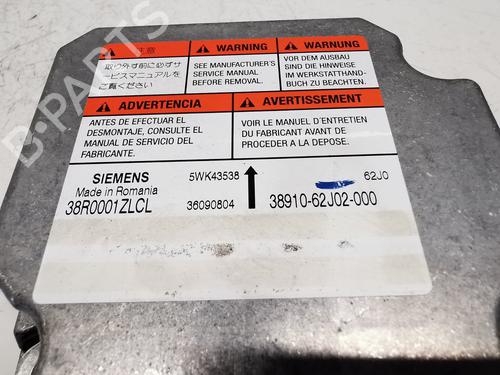 注意
取り外す前に必ずサ
ービスマニュアルを
ご覧ください
WARNING
SEE MANUFACTURER'S
SERVICE MANUAL
BEFORE REMOVAL.
WARNUNG
VOR DEM AUSBAU
SIND DIE HINWEISE
IM WERKSTATTHAND-
BUCH ZU BEACHTEN.
ADVERTENCIA
ANTES DE EFECTUAR EL
DESMONTAJE, CONSULTE EL
MANUAL DE SERVICIO DEL
FABRICANTE.
AVERTISSEMENT
VOIR LE MANUEL D'ENTRETIEN
DU FABRICANT AVANT DE
PROCEDER A LA DEPOSE.
SIEMENS 5WK43538 62J0
Made in Romania
38R0001ZLCL 36090804 38910-62J02-000
B-PARTS